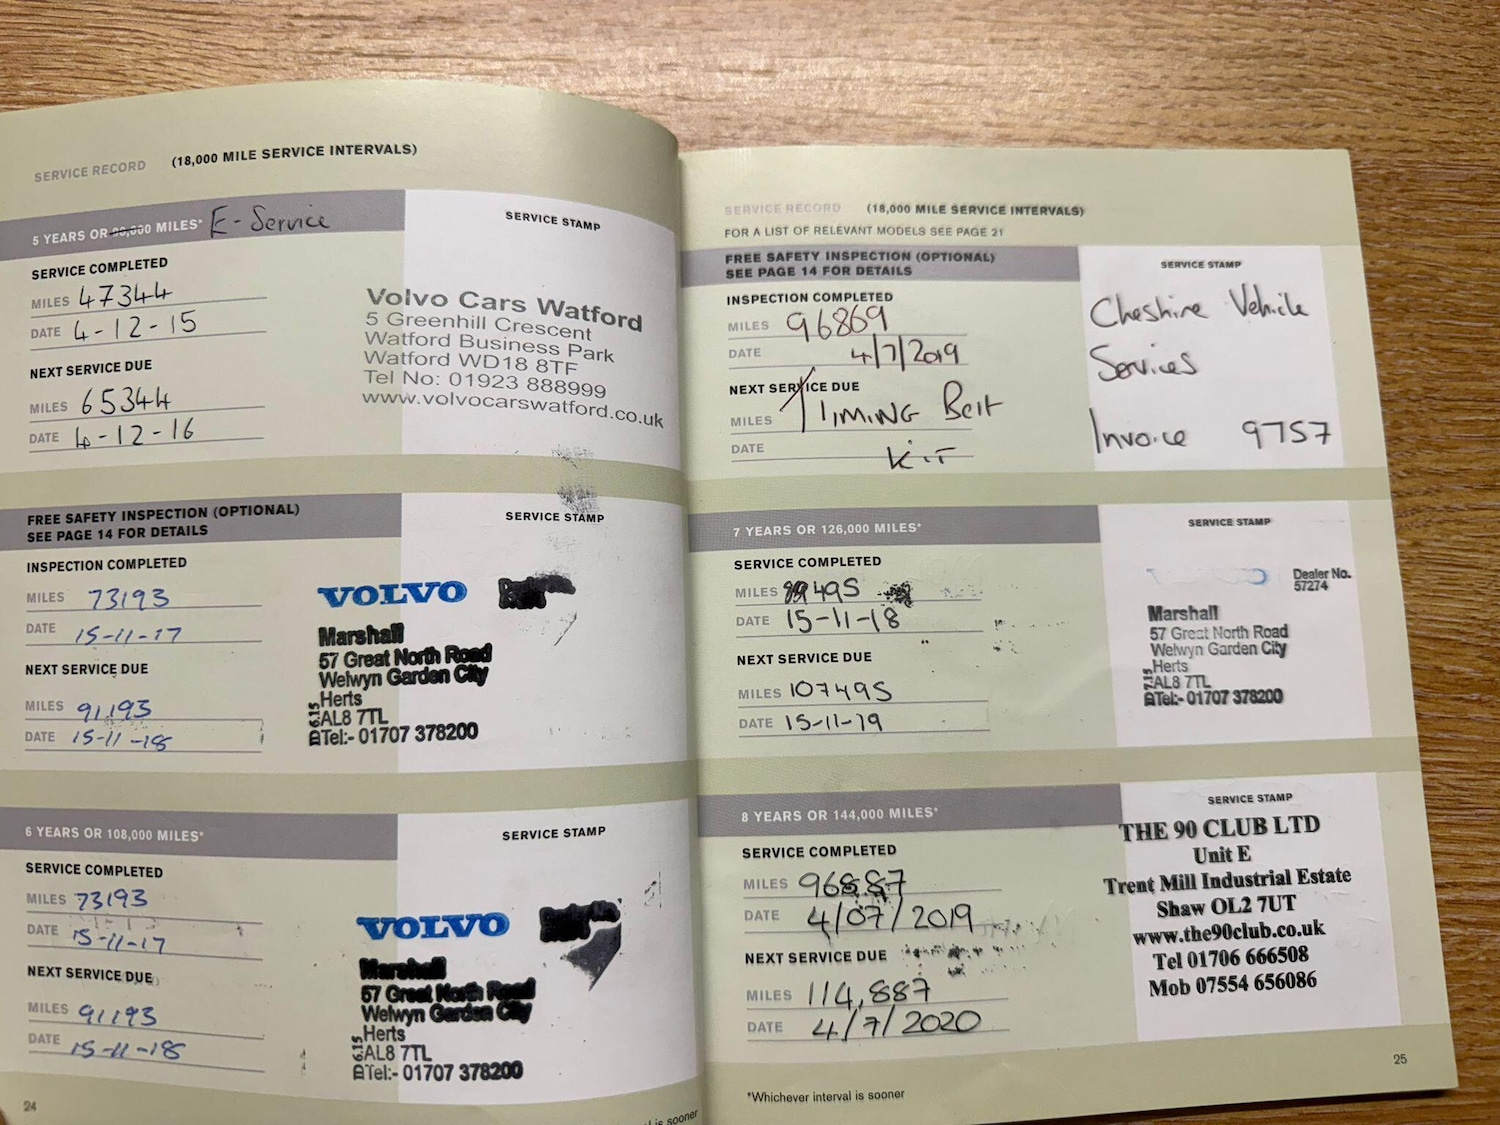 SERVICE RECORD (18,000 MILE SERVICE INTERVALS)
5 YEARS OR 90,000 MILES* E-Service
SERVICE STAMP
SERVICE COMPLETED
MILES 47344
DATE 4-12-15
NEXT SERVICE DUE
MILES 65344
DATE 4-12-16
Volvo Cars Watford
5 Greenhill Crescent
Watford Business Park
Watford WD18 8TF
Tel No: 01923 888999
www.volvocarswatford.co.uk
FREE SAFETY INSPECTION (OPTIONAL)
SEE PAGE 14 FOR DETAILS
SERVICE STAMP
INSPECTION COMPLETED
MILES 73193
DATE 15-11-17
NEXT SERVICE DUE
MILES 91193
DATE 15-11-18
VOLVO
Marshall
57 Great North Road
Welwyn Garden City
Herts
AL8 7TL
Tel:- 01707 378200
6 YEARS OR 108,000 MILES*
SERVICE STAMP
SERVICE COMPLETED
MILES 73193
DATE 15-11-17
NEXT SERVICE DUE
MILES 91193
DATE 15-11-18
VOLVO
Marshall
57 Great North Road
Welwyn Garden City
Herts
AL8 7TL
Tel:- 01707 378200
24
is sooner
SERVICE RECORD (18,000 MILE SERVICE INTERVALS)
FOR A LIST OF RELEVANT MODELS SEE PAGE 21
FREE SAFETY INSPECTION (OPTIONAL)
SEE PAGE 14 FOR DETAILS
SERVICE STAMP
INSPECTION COMPLETED
MILES 96869
DATE 4/7/2019
NEXT SERVICE DUE
MILES TIMING Belt
DATE KIT
Cheshire Vehicle
Services
Invoice 9757
7 YEARS OR 126,000 MILES*
SERVICE STAMP
SERVICE COMPLETED
MILES 89495
DATE 15-11-18
NEXT SERVICE DUE
MILES 107495
DATE 15-11-19
Dealer No.
57274
Marshall
57 Great North Road
Welwyn Garden City
Herts
AL8 7TL
Tel:- 01707 378200
8 YEARS OR 144,000 MILES*
SERVICE STAMP
SERVICE COMPLETED
MILES 96887
DATE 4/07/2019
NEXT SERVICE DUE
MILES 114,887
DATE 4/7/2020
THE 90 CLUB LTD
Unit E
Trent Mill Industrial Estate
Shaw OL2 7UT
www.the90club.co.uk
Tel 01706 666508
Mob 07554 656086
*Whichever interval is sooner
25